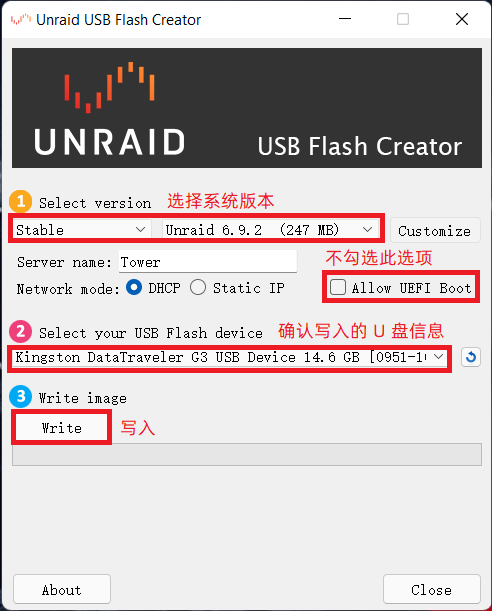 Unraid USB Flash Creator
UNRAID
USB Flash Creator
1 Select version 选择系统版本
Stable Unraid 6.9.2 (247 MB) Customize
Server name: Tower 不勾选此选项
Network mode: DHCP Static IP Allow UEFI Boot
2 Select your USB Flash device 确认写入的 U 盘信息
Kingston DataTraveler G3 USB Device 14.6 GB [0951-16
3 Write image
Write 写入
About Close